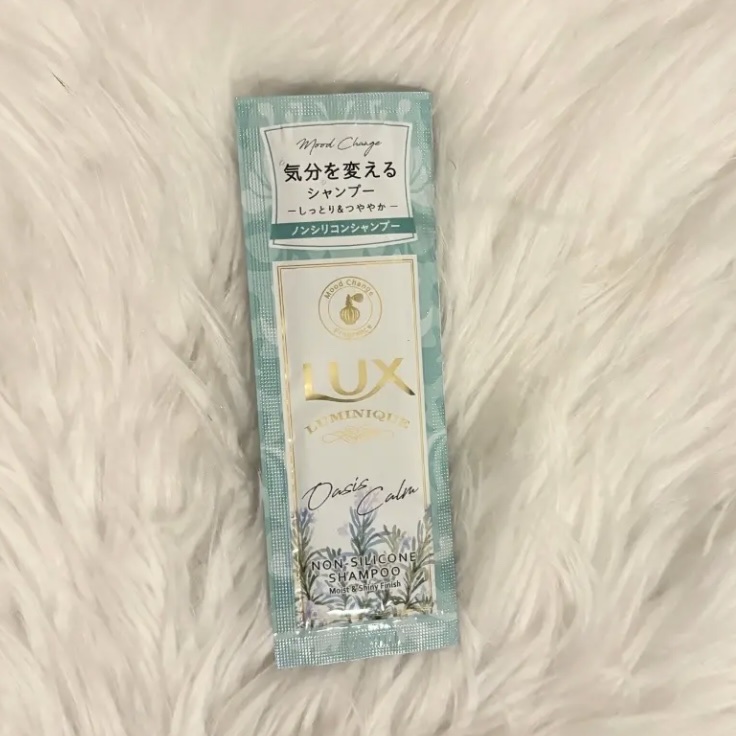 Mood Change
気分を変える
シャンプー
ーしっとり&つややかー
ノンシリコンシャンプー
Mood Change
Fragrance
LUX
LUMINIQUE
Oasis Calm
NON-SILICONE
SHAMPOO
Moist & Shiny Finish